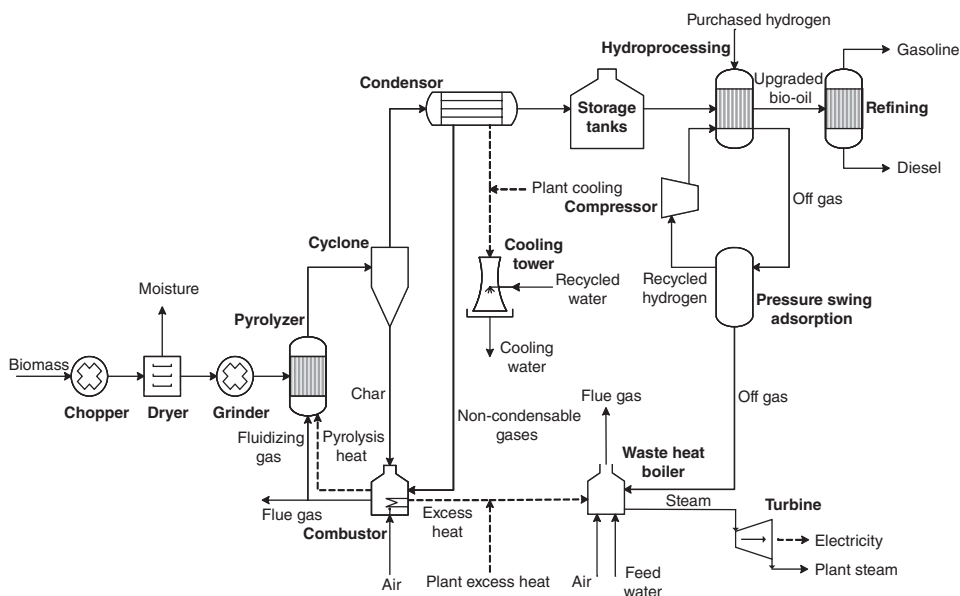 Purchased hydrogen
Hydroprocessing
Gasoline
Condensor
Upgraded
bio-oil
Storage
tanks
Refining
Diesel
Plant cooling
Compressor
Off gas
Cyclone
Cooling
tower
Recycled
water
Recycled
hydrogen
Pressure swing
adsorption
Moisture
Pyrolyzer
Cooling
water
Biomass
Chopper
Dryer
Grinder
Char
Off gas
Flue gas
Non-condensable
gases
Fluidizing
gas
Pyrolysis
heat
Waste heat
boiler
Steam
Turbine
Flue gas
Combustor
Excess
heat
Electricity
Air
Plant excess heat
Air
Feed
water
Plant steam